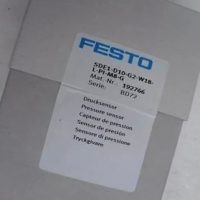 FESTO
SDE1-D10-G2-W18-
L-PI-M8-G
Mat.-Nr.: 192766
Serie: BD72
Drucksensor
Pressure sensor
Capteur de pression
Sensor de presión
Sensore di pressione
Tryckgivare